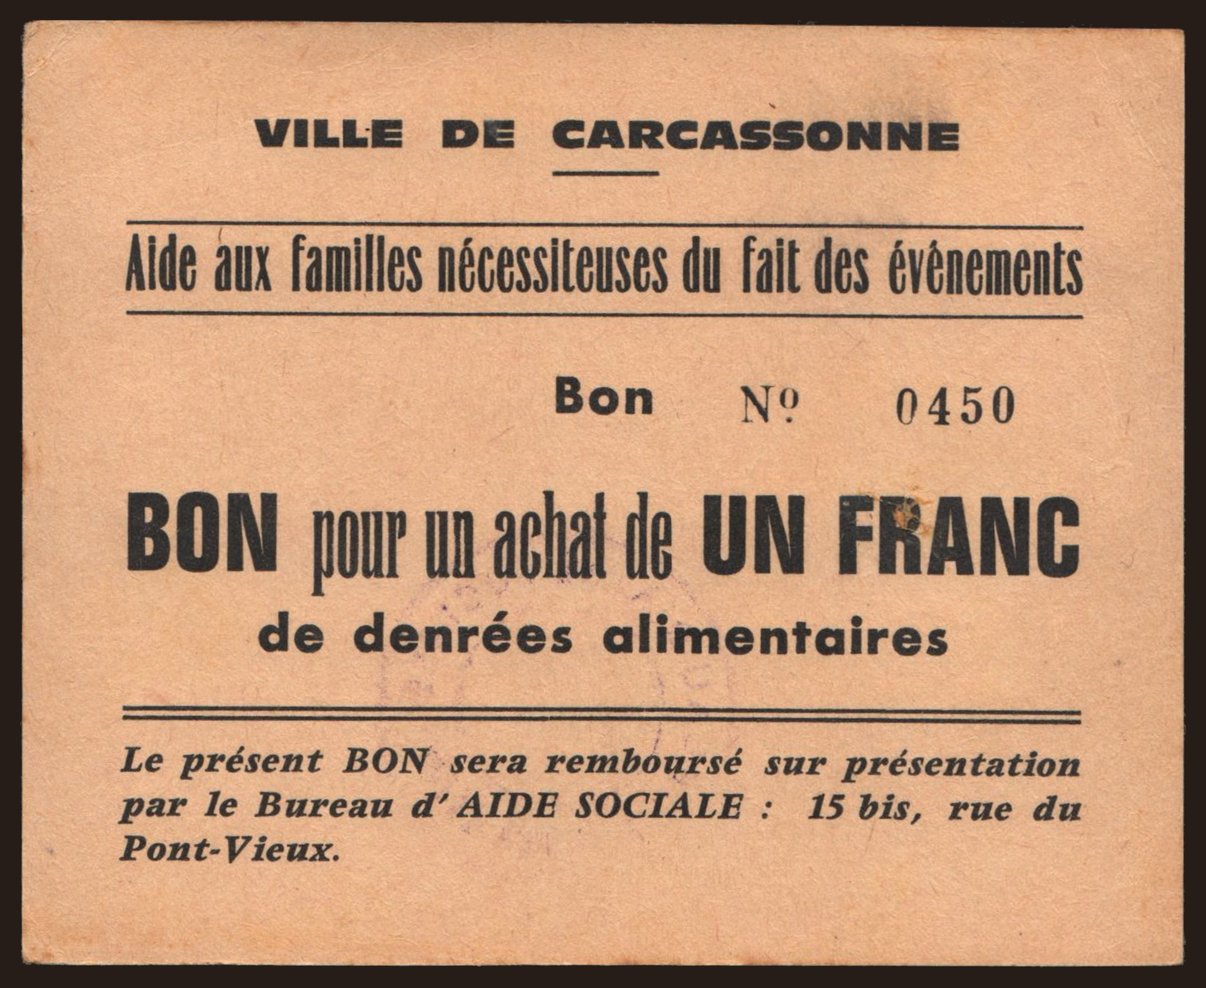 VILLE DE CARCASSONNE
Aide aux familles nécessiteuses du fait des évènements
Bon Nº 0450
BON pour un achat de UN FRANC
de denrées alimentaires
Le présent BON sera remboursé sur présentation
par le Bureau d' AIDE SOCIALE : 15 bis, rue du
Pont-Vieux.